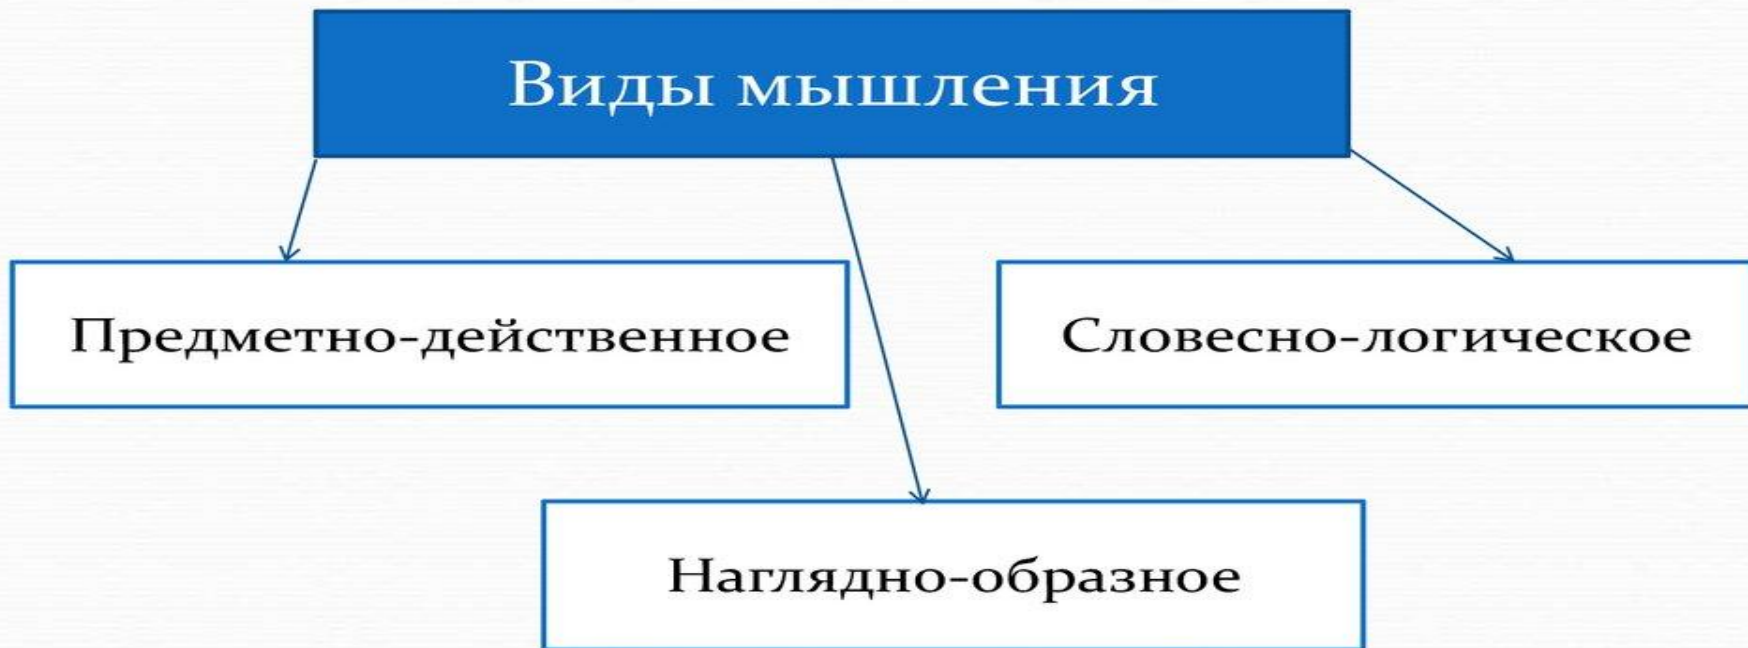 Виды мышления
Предметно-действенное
Словесно-логическое
Наглядно-образное